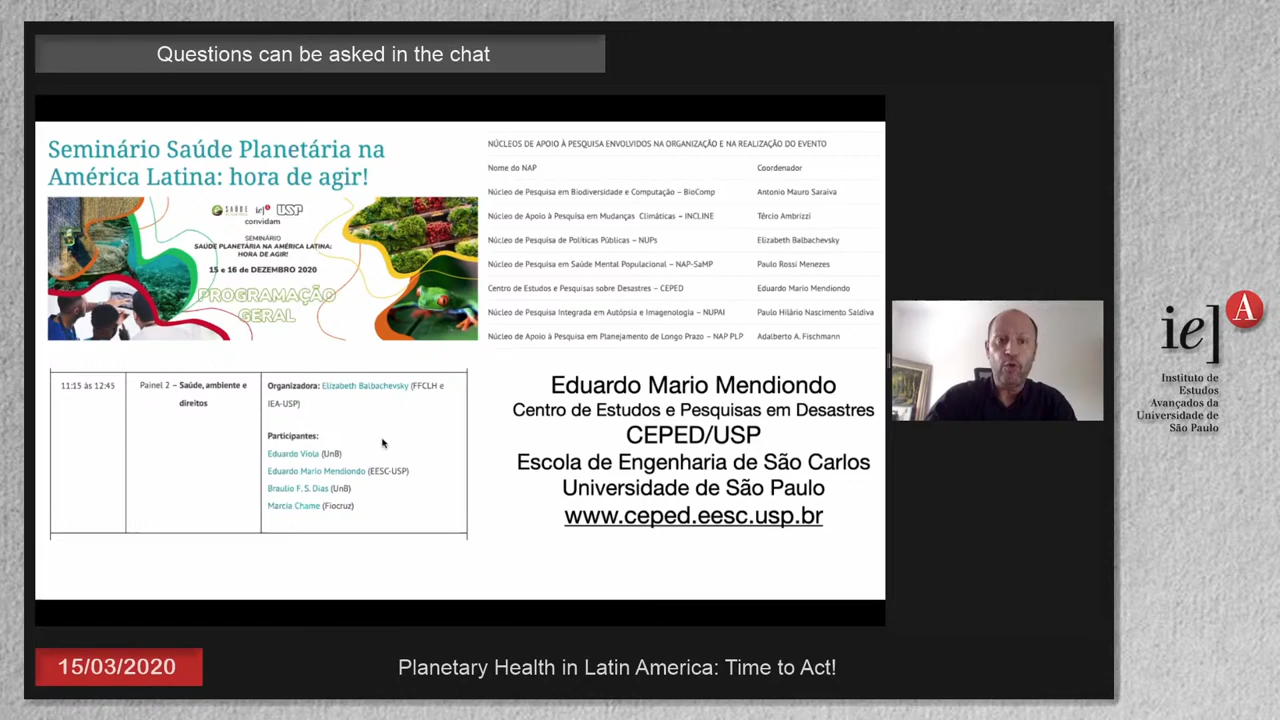 Questions can be asked in the chat
Seminário Saúde Planetária na
América Latina: hora de agir!
SAÚDE
iea
USP
convidam
SEMINÁRIO
SAÚDE PLANETÁRIA NA AMÉRICA LATINA:
HORA DE AGIR!
15 e 16 de DEZEMBRO 2020
PROGRAMAÇÃO
GERAL
NÚCLEOS DE APOIO À PESQUISA ENVOLVIDOS NA ORGANIZAÇÃO E NA REALIZAÇÃO DO EVENTO
Nome do NAP Coordenador
Núcleo de Pesquisa em Biodiversidade e Computação – BioComp Antonio Mauro Saraiva
Núcleo de Apoio à Pesquisa em Mudanças Climáticas – INCLINE Tércio Ambrizzi
Núcleo de Pesquisa de Políticas Públicas – NUPs Elizabeth Balbachevsky
Núcleo de Pesquisa em Saúde Mental Populacional – NAP-SaMP Paulo Rossi Menezes
Centro de Estudos e Pesquisas sobre Desastres – CEPED Eduardo Mario Mendiondo
Núcleo de Pesquisa Integrada em Autópsia e Imagenologia – NUPAI Paulo Hilário Nascimento Saldiva
Núcleo de Apoio à Pesquisa em Planejamento de Longo Prazo – NAP PLP Adalberto A. Fischmann
11:15 às 12:45
Painel 2 – Saúde, ambiente e
direitos
Organizadora: Elizabeth Balbachevsky (FFCLH e
IEA-USP)
Participantes:
Eduardo Viola (UnB)
Eduardo Mario Mendiondo (EESC-USP)
Braulio F. S. Dias (UnB)
Marcia Chame (Fiocruz)
Eduardo Mario Mendiondo
Centro de Estudos e Pesquisas em Desastres
CEPED/USP
Escola de Engenharia de São Carlos
Universidade de São Paulo
www.ceped.eesc.usp.br
ieA
Instituto de
Estudos
Avançados da
Universidade de
São Paulo
15/03/2020
Planetary Health in Latin America: Time to Act!